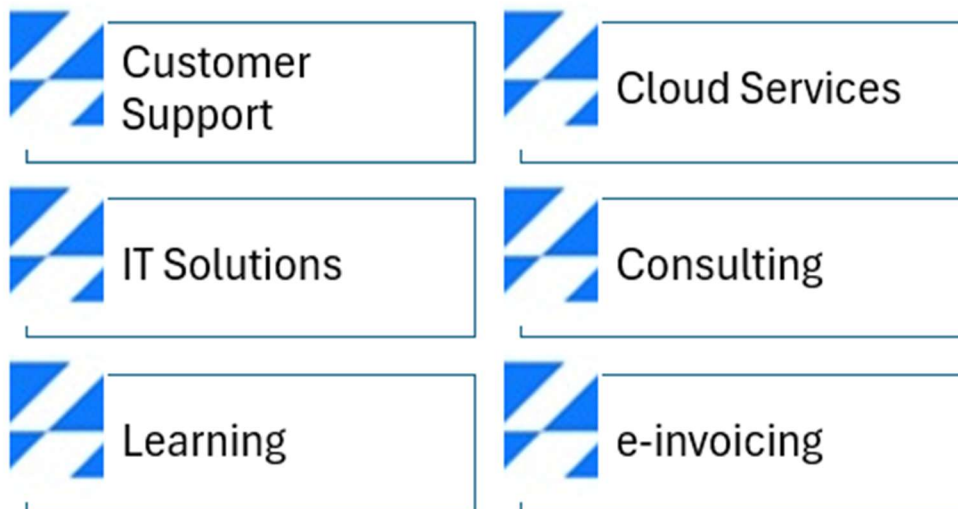 Customer
Support
Cloud Services
IT Solutions
Consulting
Learning
e-invoicing